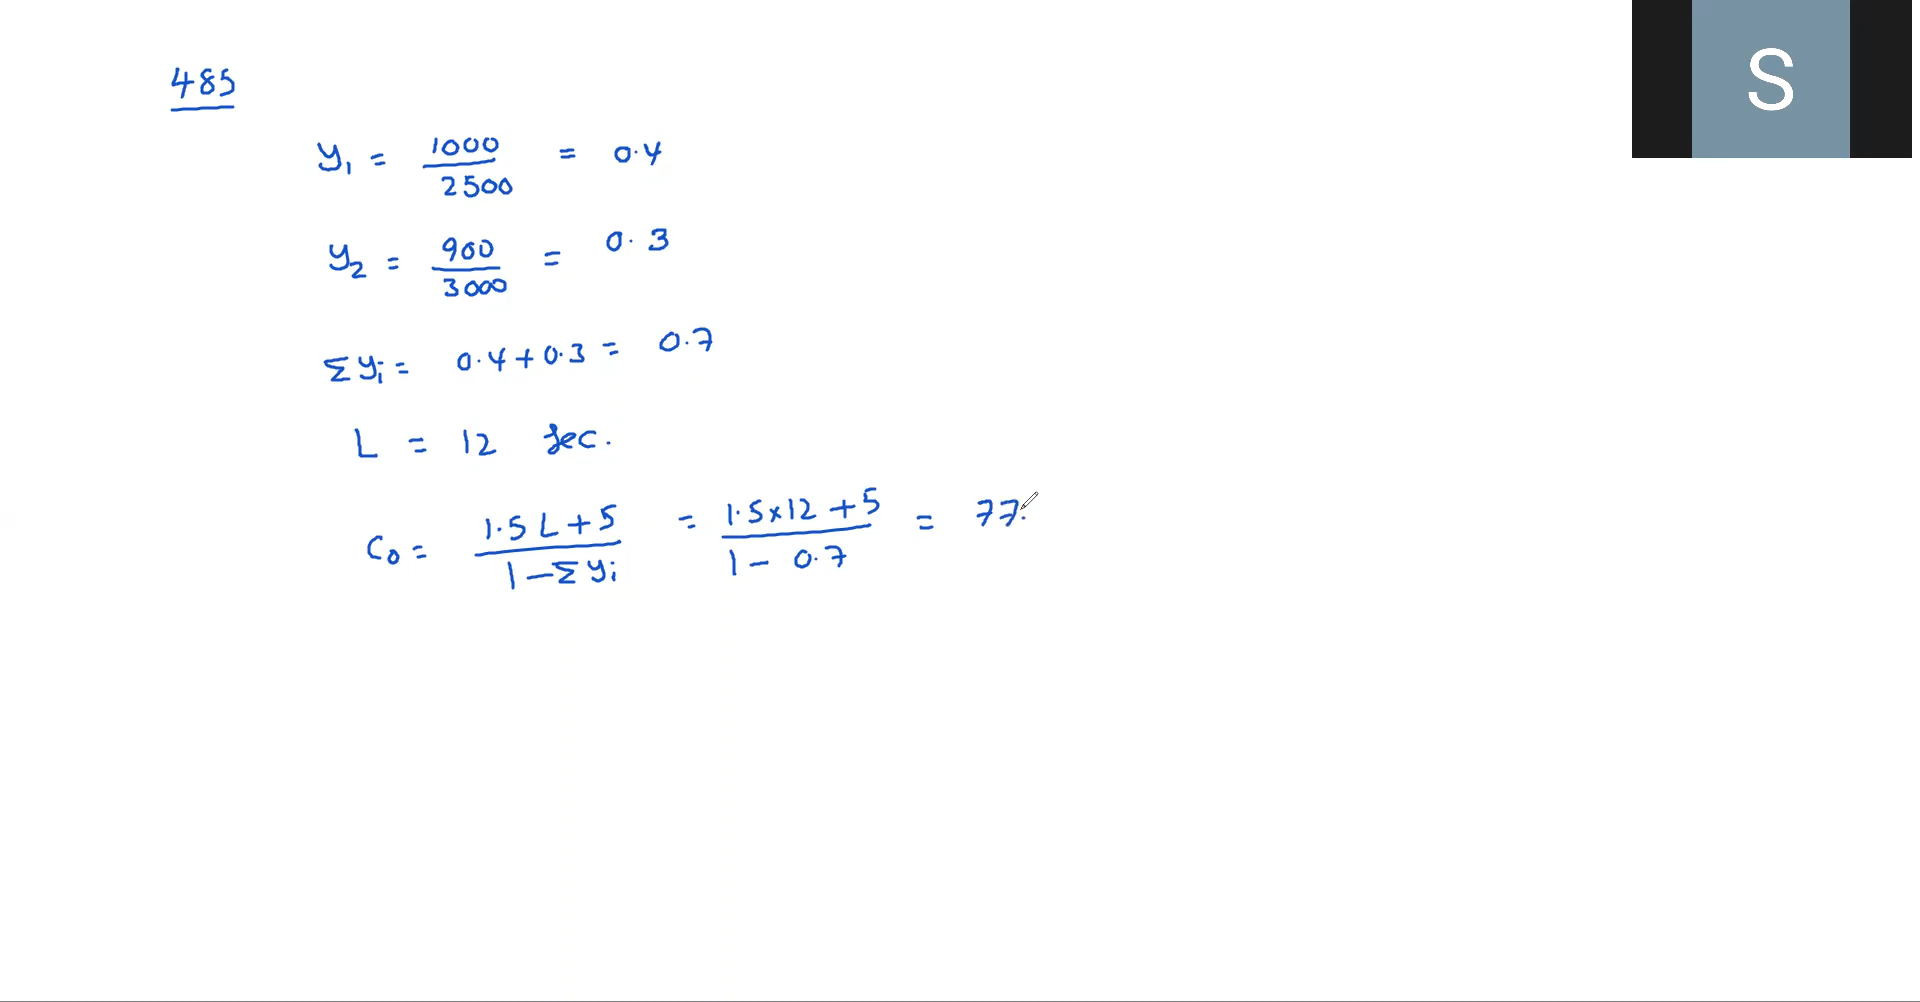 S
485
y₁ = 1000/2500 = 0.4
y₂ = 900/3000 = 0.3
Σyᵢ = 0.4+0.3 = 0.7
L = 12 sec.
C₀ = (1.5 L+5)/(1-Σyᵢ) = (1.5×12+5)/(1-0.7) = 77.